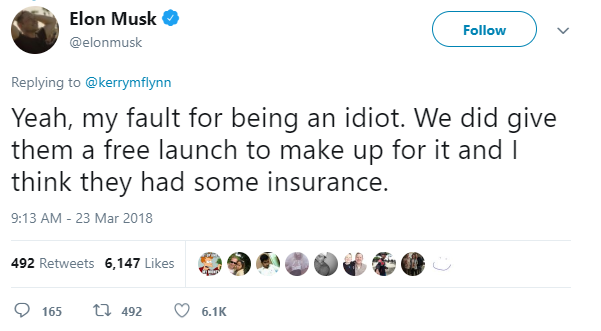 Elon Musk
@elonmusk
Follow
Replying to @kerrymflynn
Yeah, my fault for being an idiot. We did give
them a free launch to make up for it and I
think they had some insurance.
9:13 AM - 23 Mar 2018
492 Retweets 6,147 Likes
165 492 6.1K